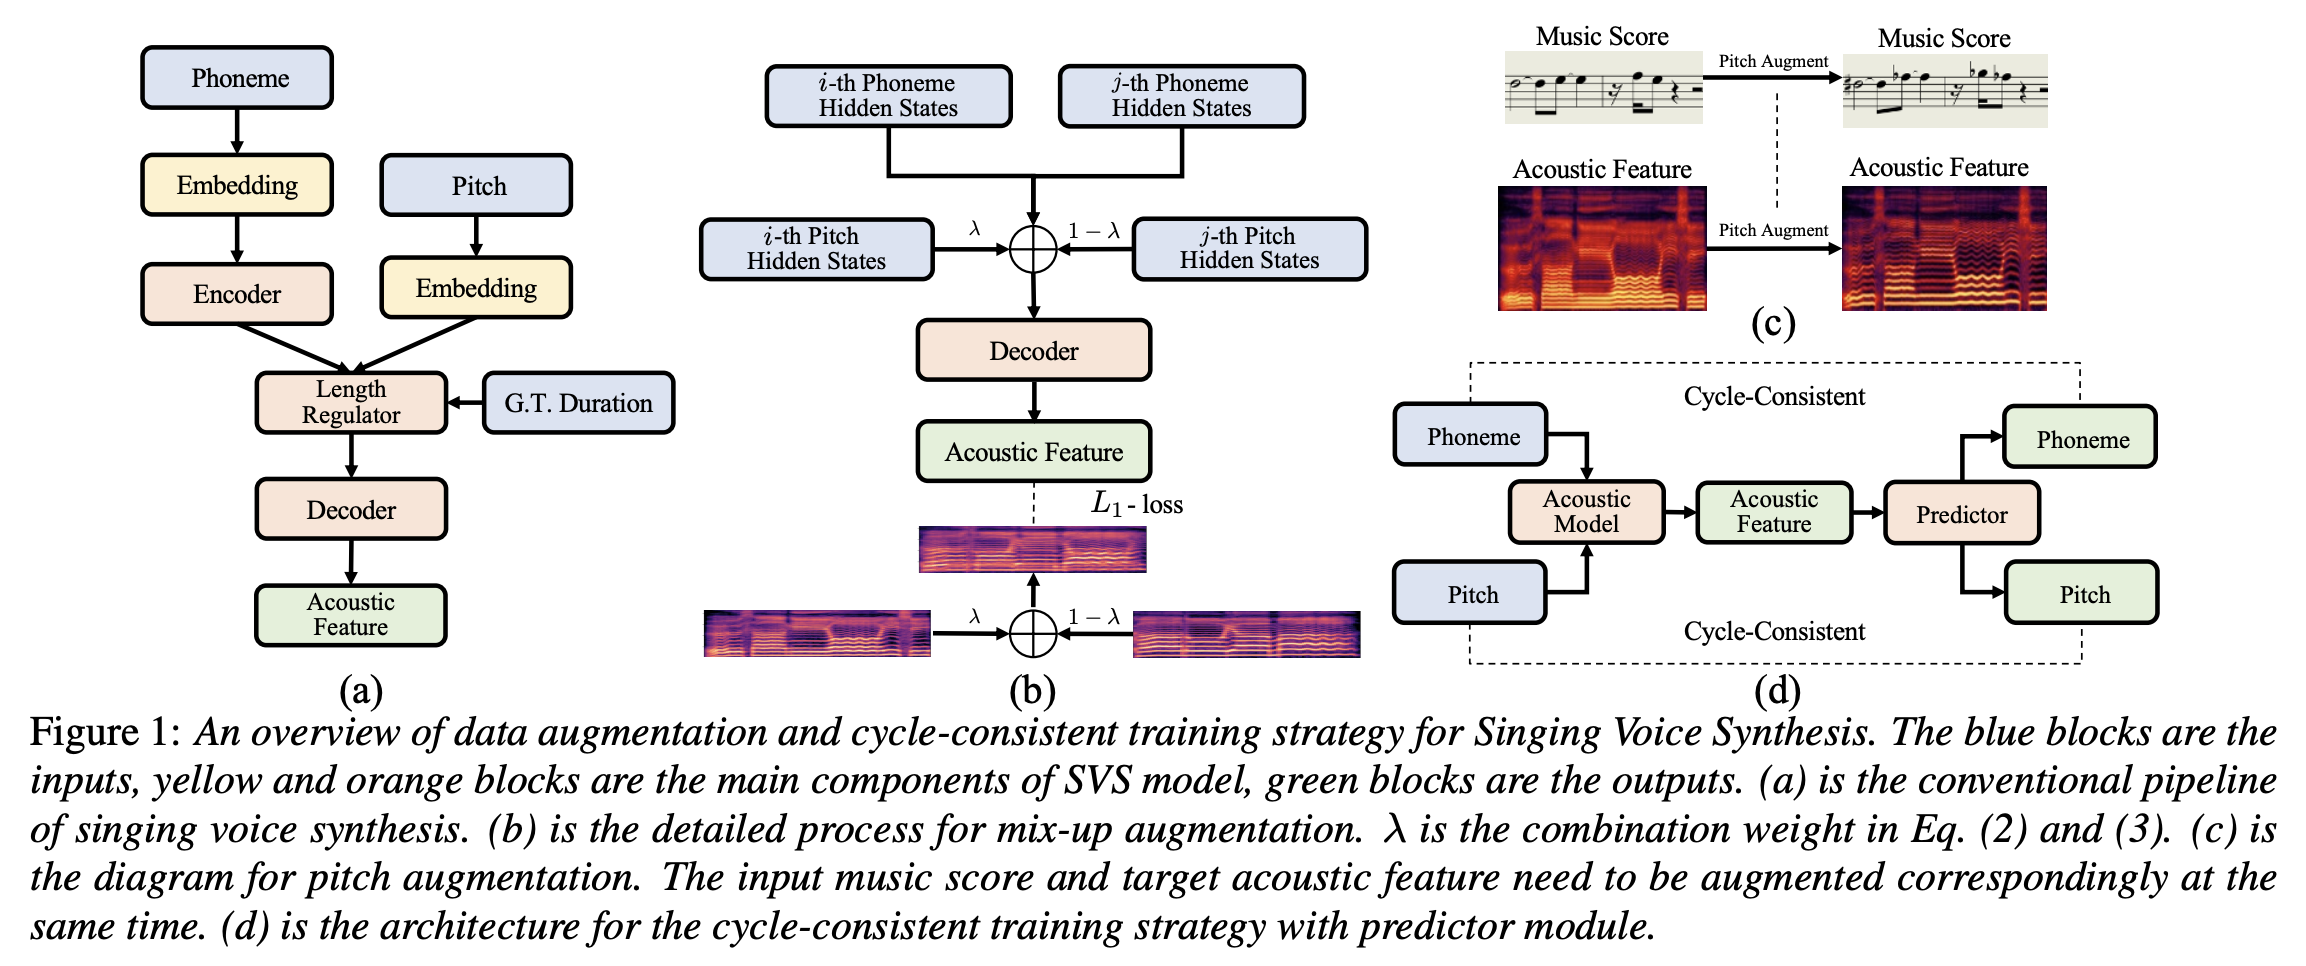 Phoneme
Embedding
Encoder
Pitch
Embedding
Length
Regulator
G.T. Duration
Decoder
Acoustic
Feature
(a)
i-th Phoneme
Hidden States
j-th Phoneme
Hidden States
i-th Pitch
Hidden States
λ
1 − λ
j-th Pitch
Hidden States
Decoder
Acoustic Feature
L₁ - loss
λ
1 − λ
(b)
Music Score
Pitch Augment
Music Score
Acoustic Feature
Pitch Augment
Acoustic Feature
(c)
Cycle-Consistent
Phoneme
Pitch
Acoustic
Model
Acoustic
Feature
Predictor
Phoneme
Pitch
Cycle-Consistent
(d)
Figure 1: An overview of data augmentation and cycle-consistent training strategy for Singing Voice Synthesis. The blue blocks are the
inputs, yellow and orange blocks are the main components of SVS model, green blocks are the outputs. (a) is the conventional pipeline
of singing voice synthesis. (b) is the detailed process for mix-up augmentation. λ is the combination weight in Eq. (2) and (3). (c) is
the diagram for pitch augmentation. The input music score and target acoustic feature need to be augmented correspondingly at the
same time. (d) is the architecture for the cycle-consistent training strategy with predictor module.